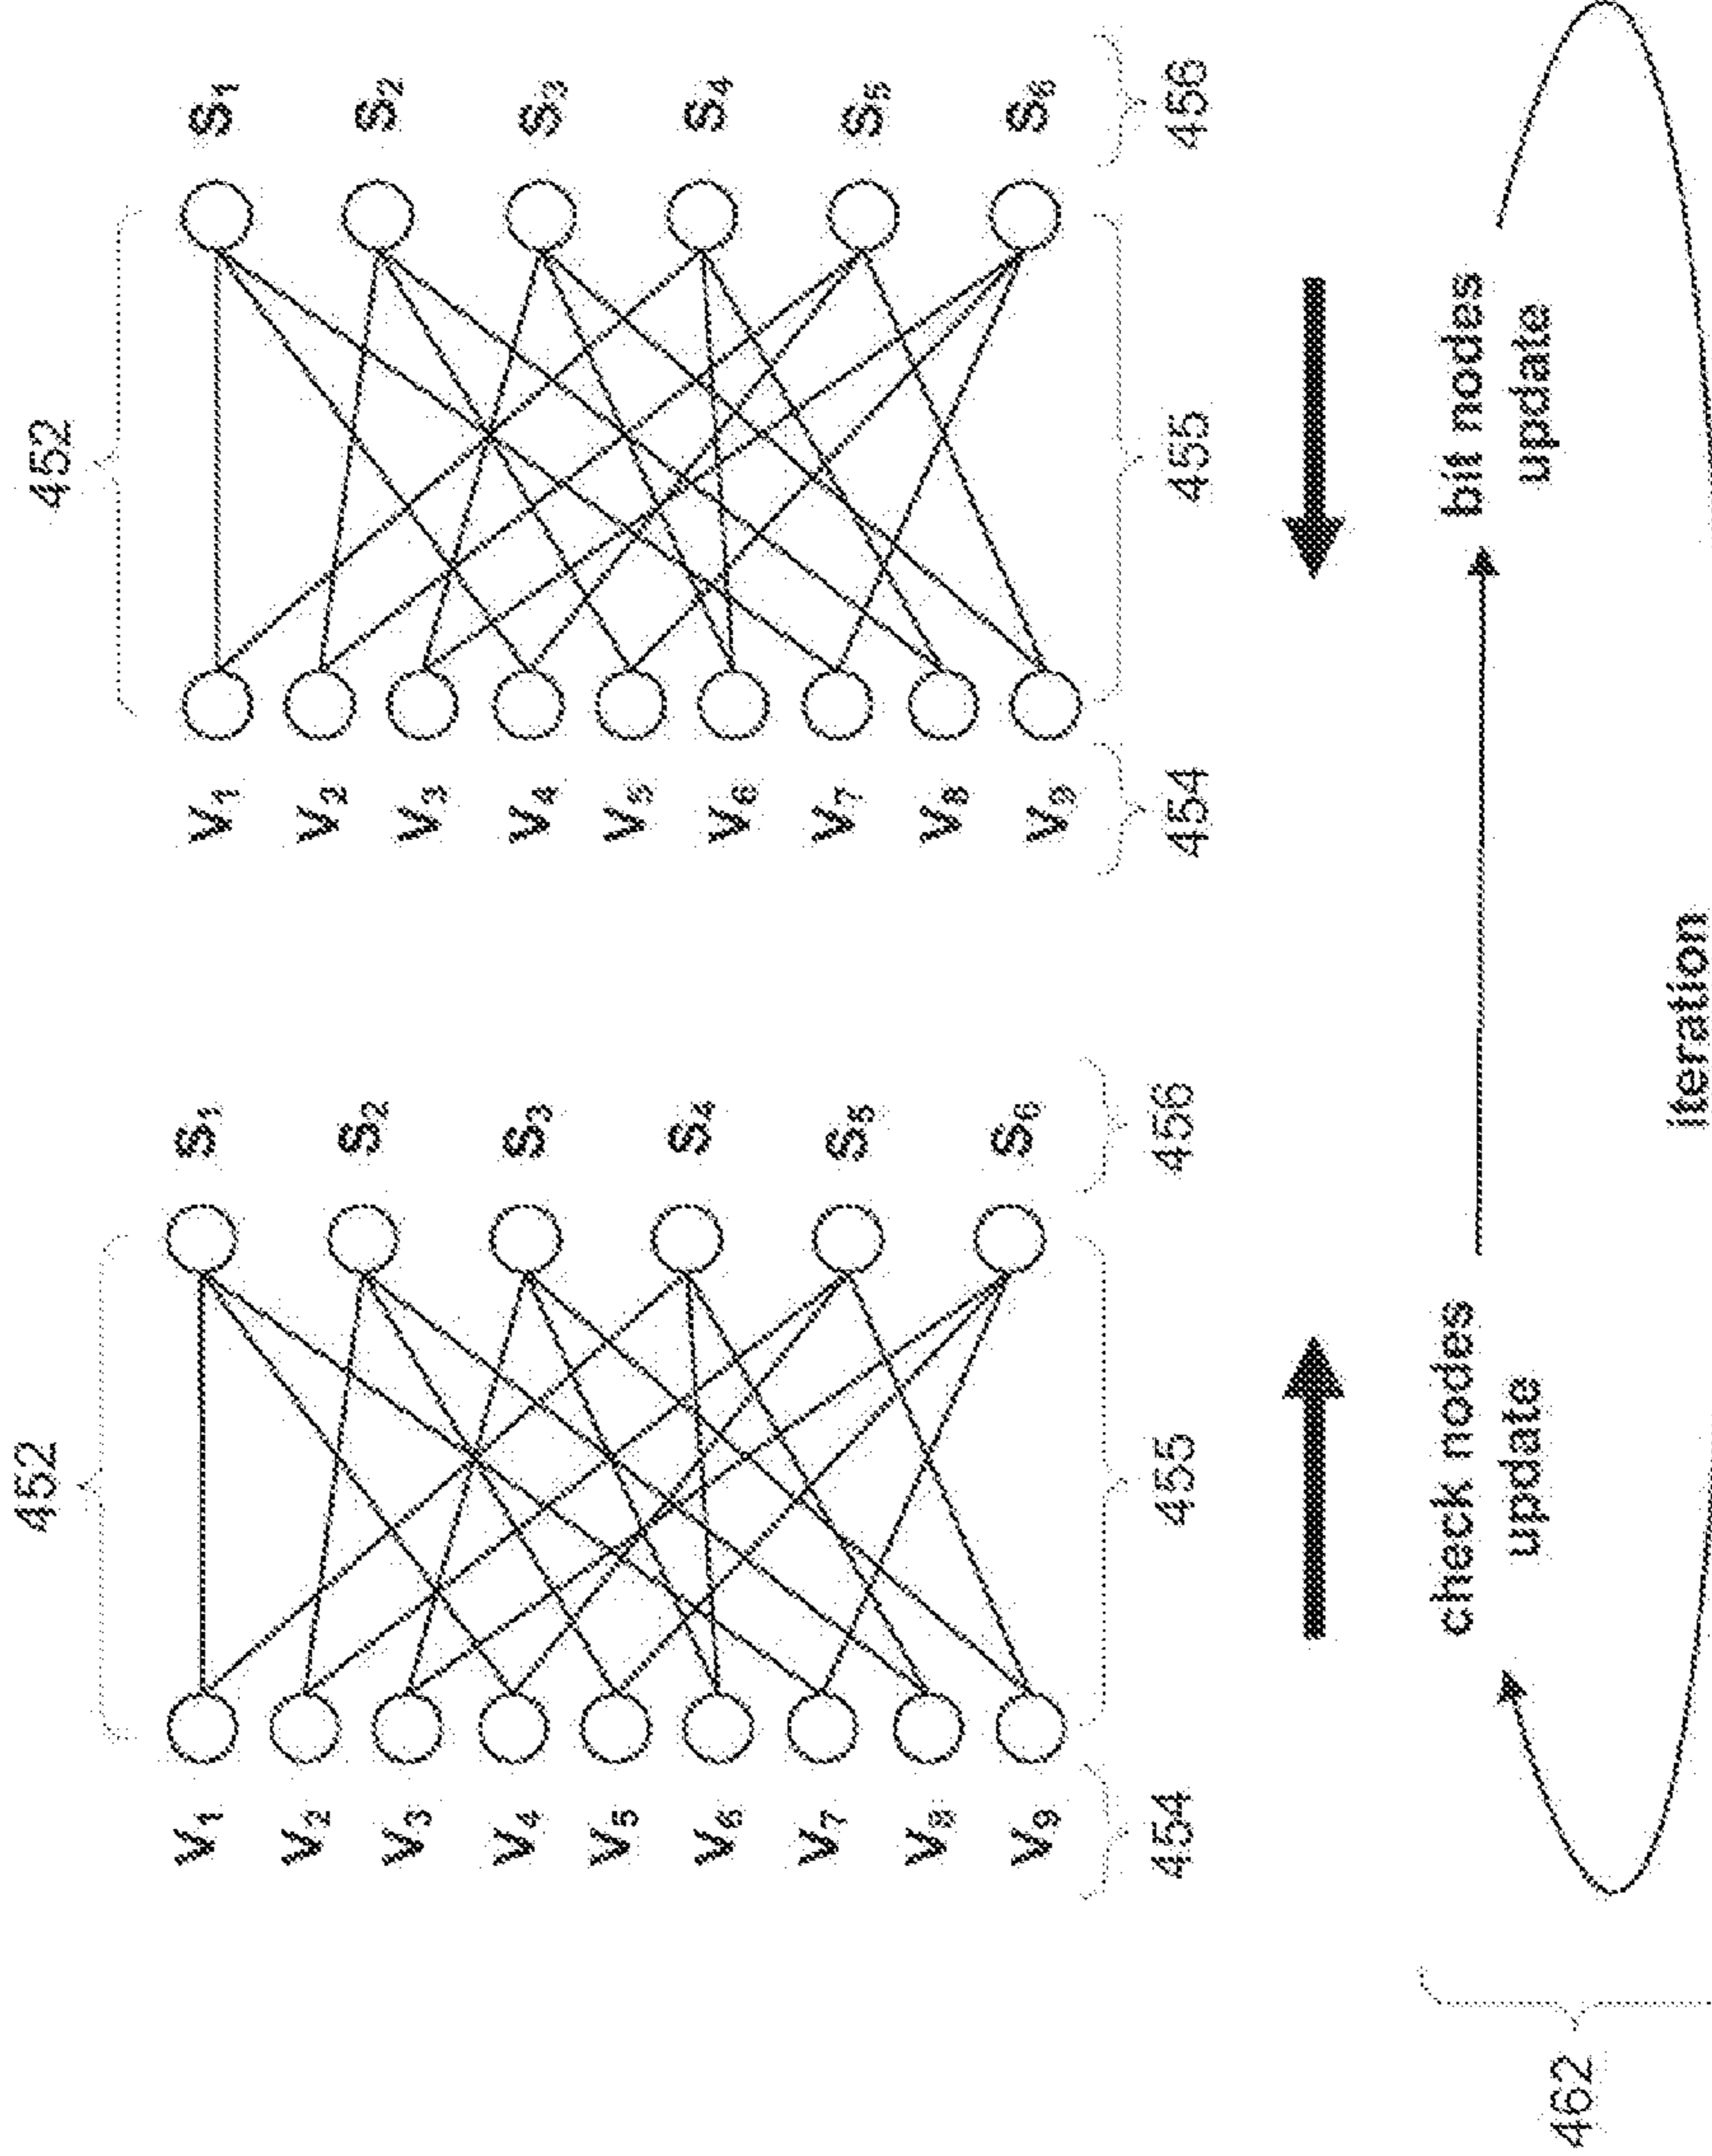 452
V₁
V₂
V₃
V₄
V₅
V₆
V₇
V₈
V₉
S₁
S₂
S₃
S₄
S₅
S₆
454
455
456
452
V₁
V₂
V₃
V₄
V₅
V₆
V₇
V₈
V₉
S₁
S₂
S₃
S₄
S₅
S₆
454
455
456
462
check nodes
update
bit nodes
update
iteration